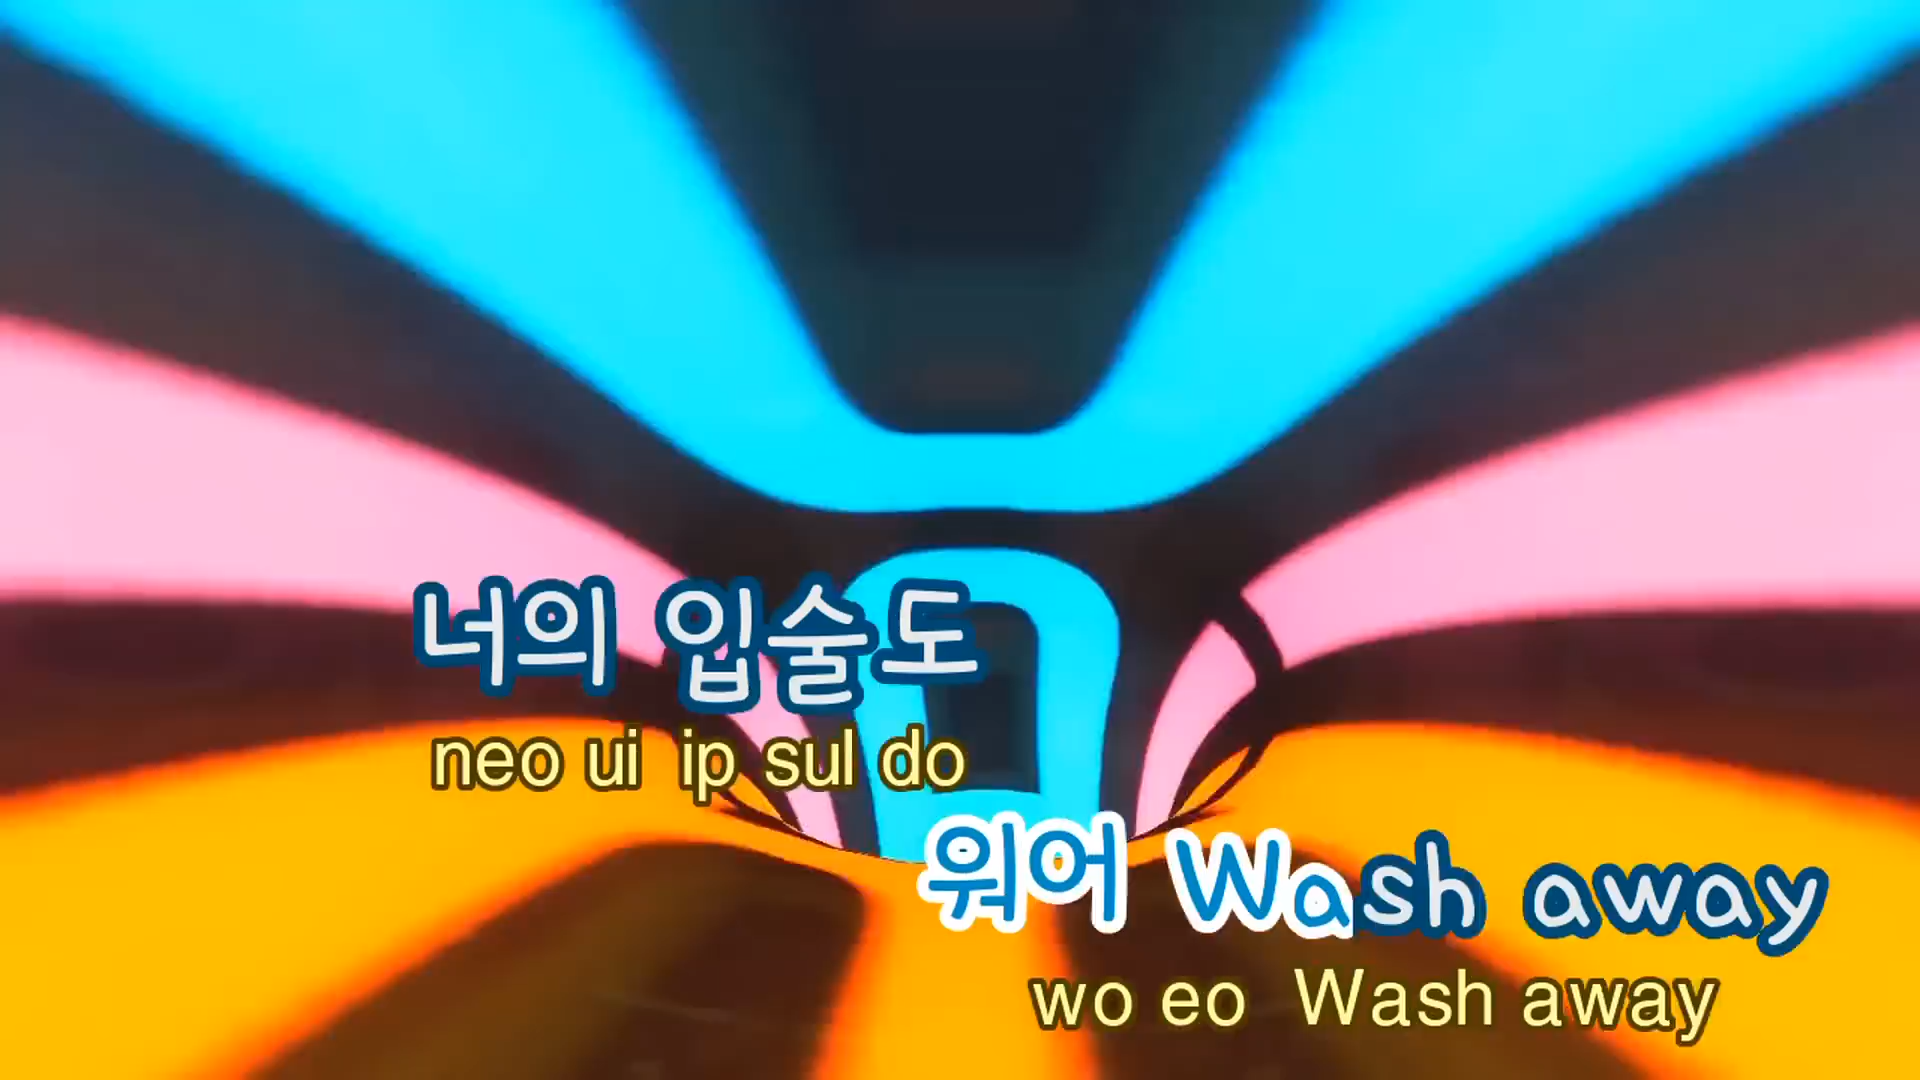 너의 입술도
neo ui ip sul do
워어 Wash away
wo eo Wash away